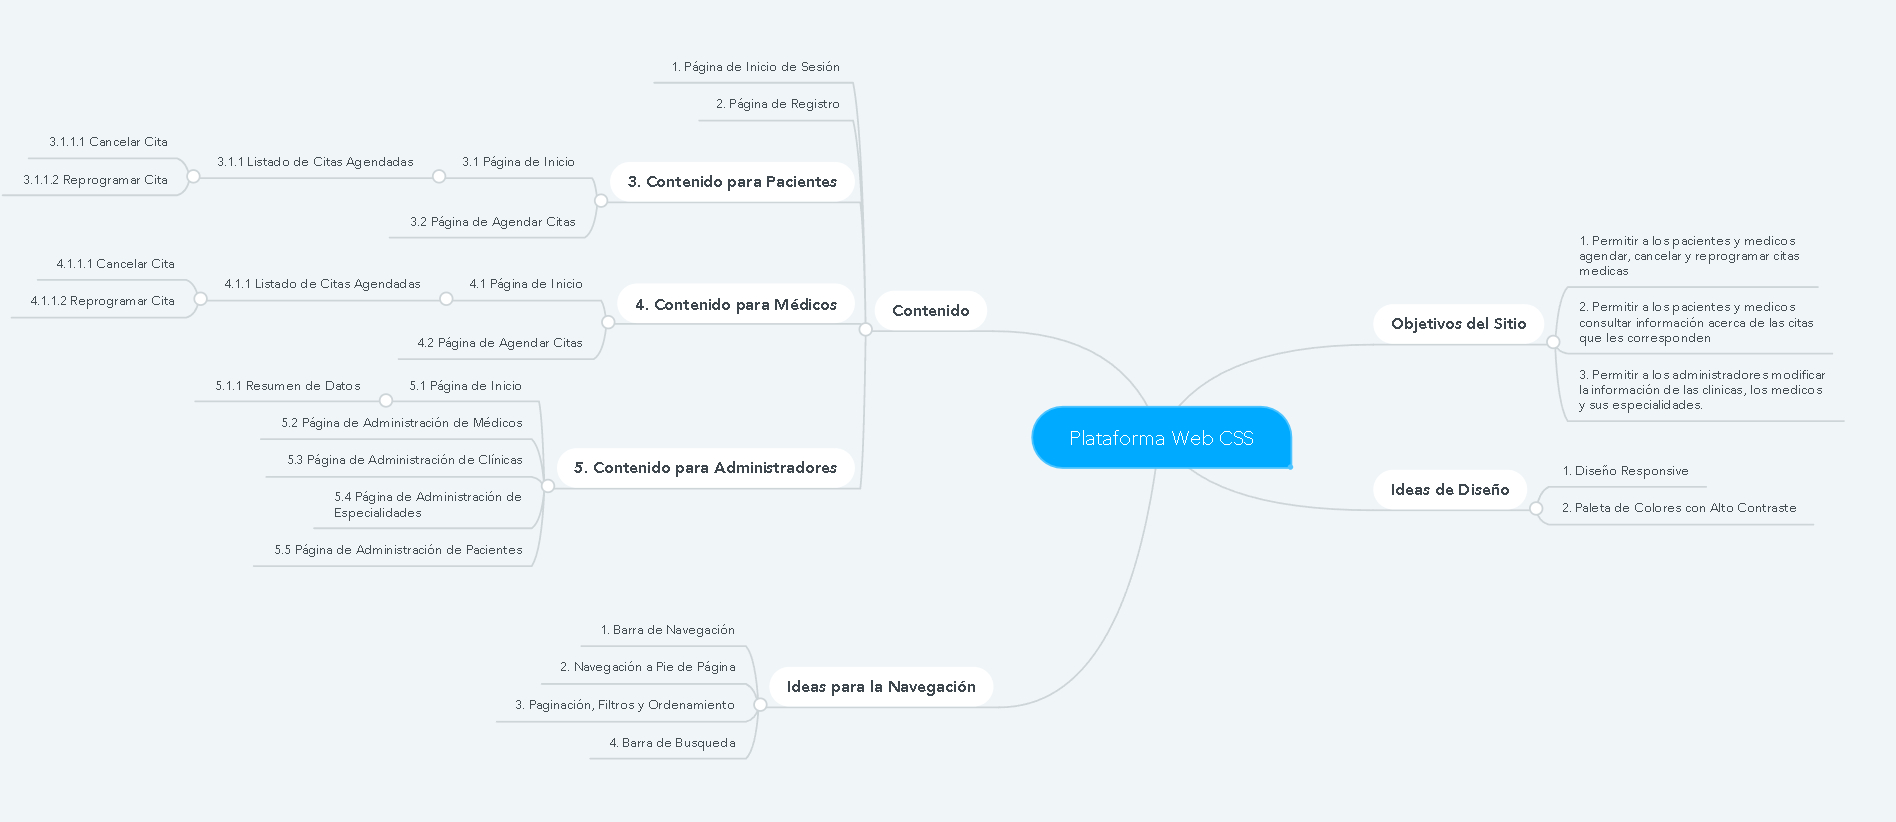 Plataforma Web CSS
Contenido
1. Página de Inicio de Sesión
2. Página de Registro
3. Contenido para Pacientes
3.1 Página de Inicio
3.1.1 Listado de Citas Agendadas
3.1.1.1 Cancelar Cita
3.1.1.2 Reprogramar Cita
3.2 Página de Agendar Citas
4. Contenido para Médicos
4.1 Página de Inicio
4.1.1 Listado de Citas Agendadas
4.1.1.1 Cancelar Cita
4.1.1.2 Reprogramar Cita
4.2 Página de Agendar Citas
5. Contenido para Administradores
5.1 Página de Inicio
5.1.1 Resumen de Datos
5.2 Página de Administración de Médicos
5.3 Página de Administración de Clínicas
5.4 Página de Administración de
Especialidades
5.5 Página de Administración de Pacientes
Ideas para la Navegación
1. Barra de Navegación
2. Navegación a Pie de Página
3. Paginación, Filtros y Ordenamiento
4. Barra de Busqueda
Objetivos del Sitio
1. Permitir a los pacientes y medicos
agendar, cancelar y reprogramar citas
medicas
2. Permitir a los pacientes y medicos
consultar información acerca de las citas
que les corresponden
3. Permitir a los administradores modificar
la información de las clinicas, los medicos
y sus especialidades.
Ideas de Diseño
1. Diseño Responsive
2. Paleta de Colores con Alto Contraste